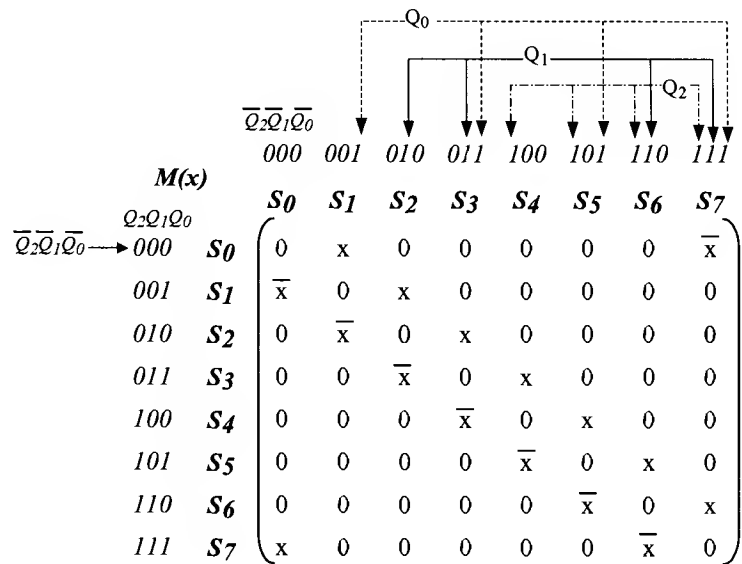 Q₀
Q₁
Q₂
Q̅₂Q̅₁Q̅₀
000 001 010 011 100 101 110 111
M(x)
S0 S1 S2 S3 S4 S5 S6 S7
Q₂Q₁Q₀
Q̅₂Q̅₁Q̅₀ 000 S0 0 x 0 0 0 0 0 x̅
001 S1 x̅ 0 x 0 0 0 0 0
010 S2 0 x̅ 0 x 0 0 0 0
011 S3 0 0 x̅ 0 x 0 0 0
100 S4 0 0 0 x̅ 0 x 0 0
101 S5 0 0 0 0 x̅ 0 x 0
110 S6 0 0 0 0 0 x̅ 0 x
111 S7 x 0 0 0 0 0 x̅ 0